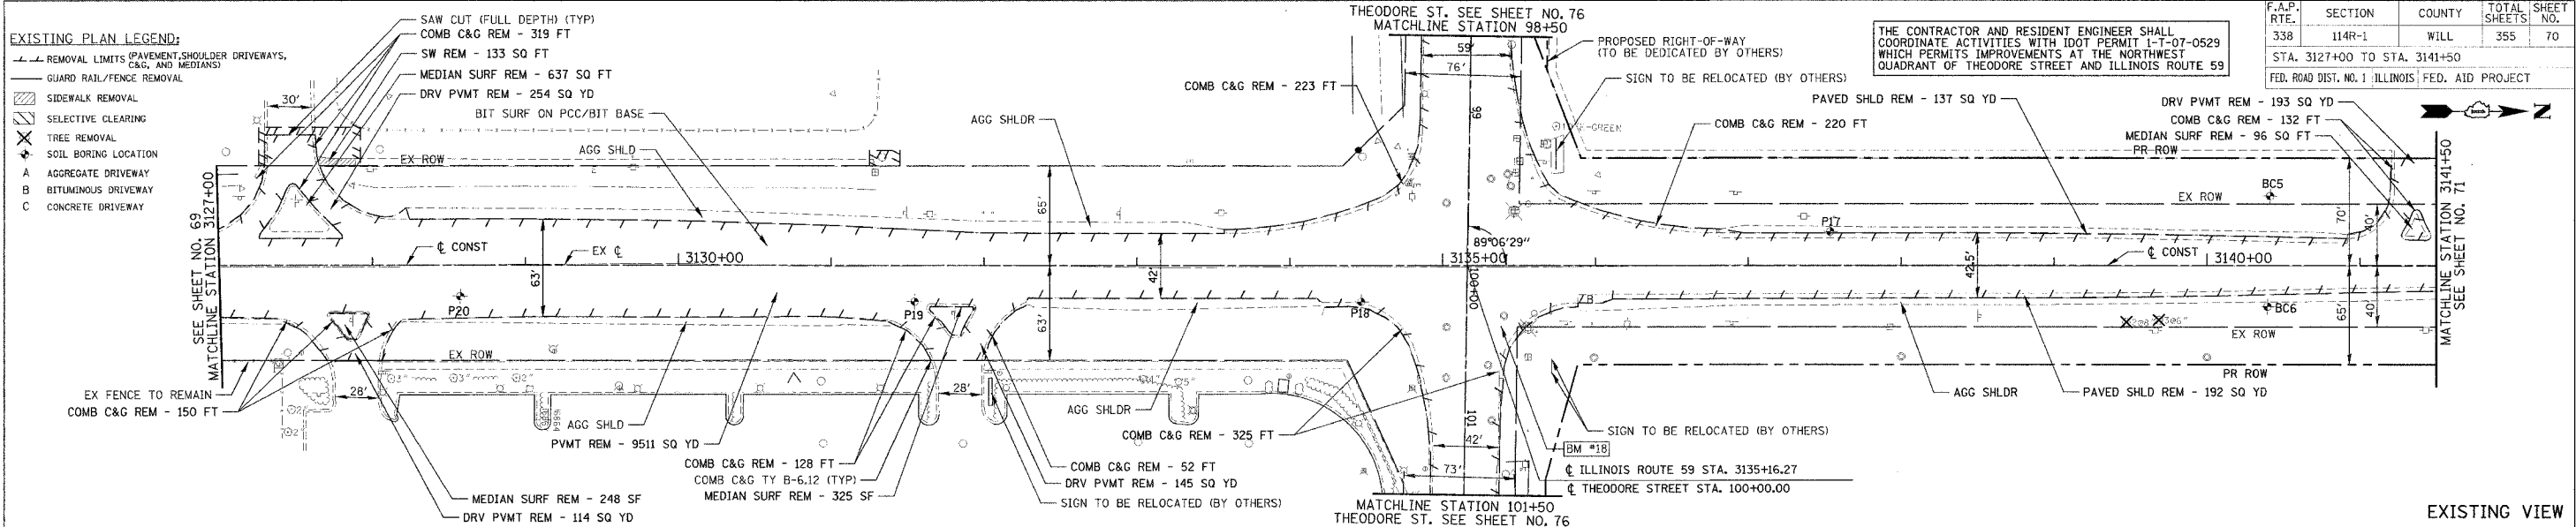 EXISTING PLAN LEGEND:
REMOVAL LIMITS (PAVEMENT,SHOULDER DRIVEWAYS,
C&G, AND MEDIANS)
GUARD RAIL/FENCE REMOVAL
SIDEWALK REMOVAL
SELECTIVE CLEARING
TREE REMOVAL
SOIL BORING LOCATION
A AGGREGATE DRIVEWAY
B BITUMINOUS DRIVEWAY
C CONCRETE DRIVEWAY
SAW CUT (FULL DEPTH) (TYP)
COMB C&G REM - 319 FT
SW REM - 133 SQ FT
MEDIAN SURF REM - 637 SQ FT
DRV PVMT REM - 254 SQ YD
BIT SURF ON PCC/BIT BASE
AGG SHLD
AGG SHLDR
30'
EX ROW
THEODORE ST. SEE SHEET NO. 76
MATCHLINE STATION 98+50
59'
76'
99
COMB C&G REM - 223 FT
PROPOSED RIGHT-OF-WAY
(TO BE DEDICATED BY OTHERS)
SIGN TO BE RELOCATED (BY OTHERS)
THE CONTRACTOR AND RESIDENT ENGINEER SHALL
COORDINATE ACTIVITIES WITH IDOT PERMIT 1-T-07-0529
WHICH PERMITS IMPROVEMENTS AT THE NORTHWEST
QUADRANT OF THEODORE STREET AND ILLINOIS ROUTE 59
F.A.P. RTE. SECTION COUNTY TOTAL SHEETS SHEET NO.
338 114R-1 WILL 355 70
STA. 3127+00 TO STA. 3141+50
FED. ROAD DIST. NO. 1 ILLINOIS FED. AID PROJECT
PAVED SHLD REM - 137 SQ YD
COMB C&G REM - 220 FT
DRV PVMT REM - 193 SQ YD
COMB C&G REM - 132 FT
MEDIAN SURF REM - 96 SQ FT
PR ROW
Z
BC5
EX ROW
P17
70'
40'
SEE SHEET NO. 69
MATCHLINE STATION 3127+00
℄ CONST
EX ℄
3130+00
63'
65'
42'
63'
3135+00
89°06'29"
100+00
42.5'
℄ CONST
3140+00
MATCHLINE STATION 3141+50
SEE SHEET NO. 71
P20
P19
P18
7B
BC6
65'
40'
EX ROW
EX ROW
PR ROW
EX FENCE TO REMAIN
COMB C&G REM - 150 FT
28'
3"
3"
2"
28'
AGG SHLD
PVMT REM - 9511 SQ YD
COMB C&G REM - 128 FT
COMB C&G TY B-6.12 (TYP)
MEDIAN SURF REM - 325 SF
MEDIAN SURF REM - 248 SF
DRV PVMT REM - 114 SQ YD
AGG SHLDR
COMB C&G REM - 325 FT
COMB C&G REM - 52 FT
DRV PVMT REM - 145 SQ YD
SIGN TO BE RELOCATED (BY OTHERS)
101
42'
73'
MATCHLINE STATION 101+50
THEODORE ST. SEE SHEET NO. 76
SIGN TO BE RELOCATED (BY OTHERS)
BM #18
℄ ILLINOIS ROUTE 59 STA. 3135+16.27
℄ THEODORE STREET STA. 100+00.00
AGG SHLDR
PAVED SHLD REM - 192 SQ YD
EXISTING VIEW